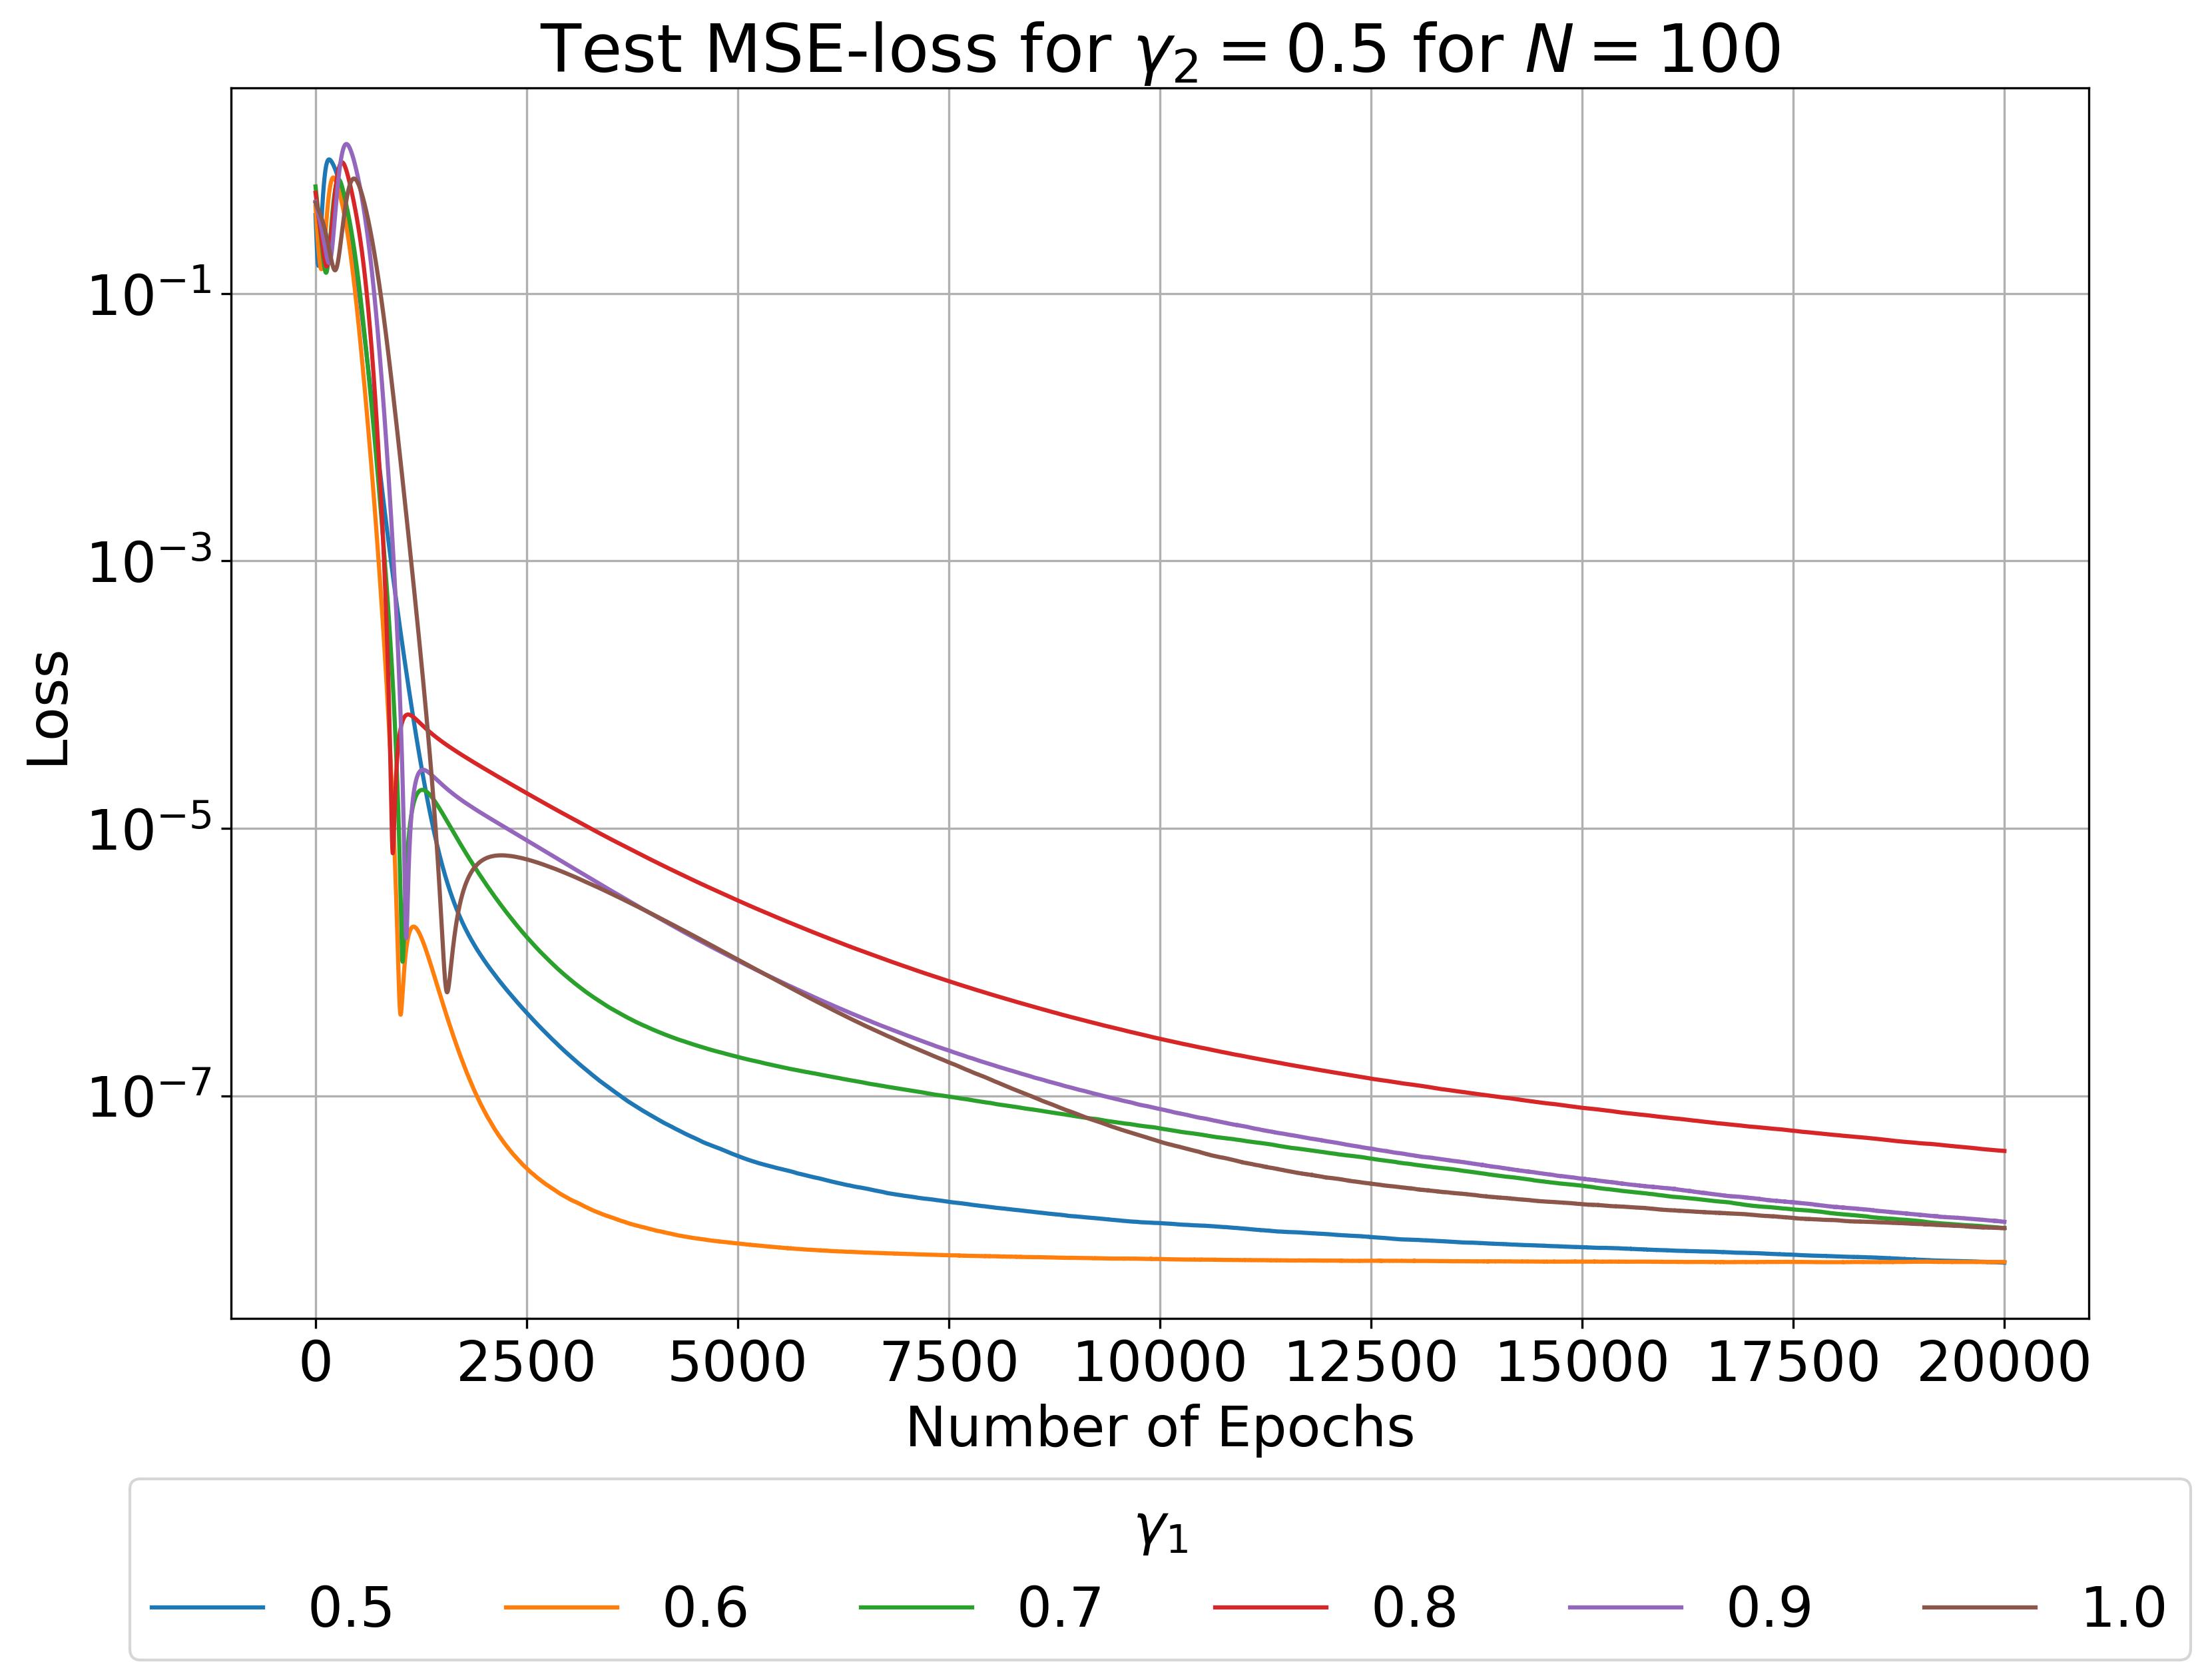 Test MSE-loss for γ₂ = 0.5 for N = 100
Loss
10⁻¹
10⁻³
10⁻⁵
10⁻⁷
0 2500 5000 7500 10000 12500 15000 17500 20000
Number of Epochs
γ₁
0.5 0.6 0.7 0.8 0.9 1.0